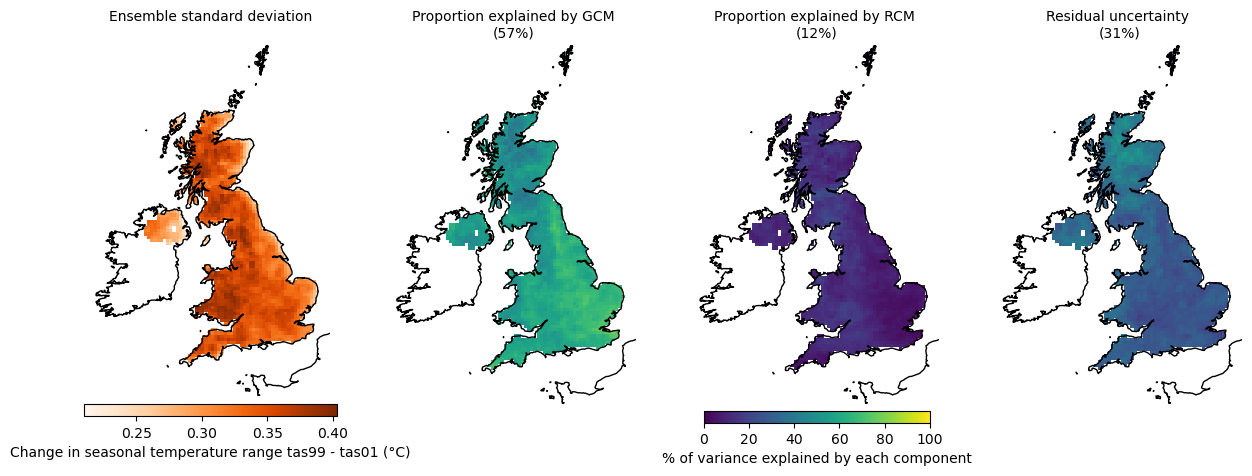 Ensemble standard deviation
Proportion explained by GCM
(57%)
Proportion explained by RCM
(12%)
Residual uncertainty
(31%)
0.25 0.30 0.35 0.40
Change in seasonal temperature range tas99 - tas01 (°C)
0 20 40 60 80 100
% of variance explained by each component